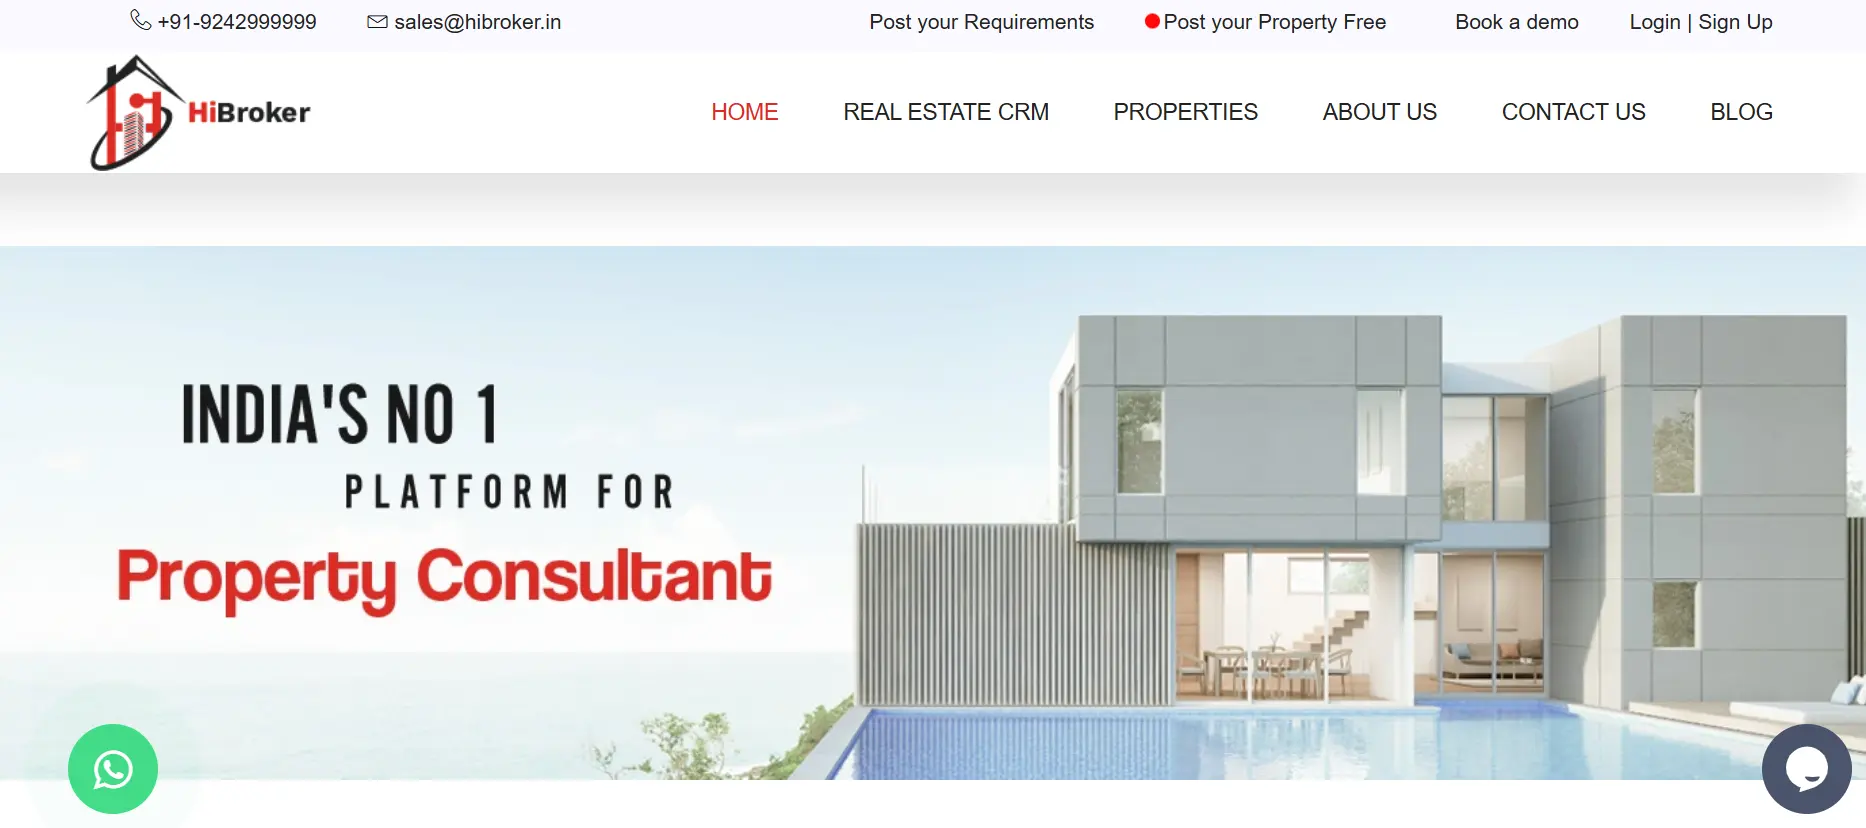 +91-9242999999 sales@hibroker.in Post your Requirements Post your Property Free Book a demo Login | Sign Up
HiBroker HOME REAL ESTATE CRM PROPERTIES ABOUT US CONTACT US BLOG
INDIA'S NO 1
PLATFORM FOR
Property Consultant